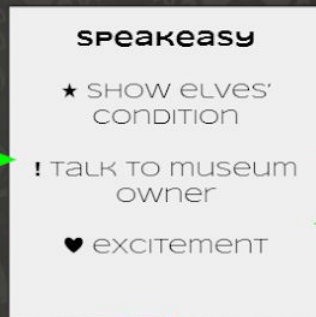 speakeasy
★ show elves'
condition
! Talk to museum
owner
♥ excitement